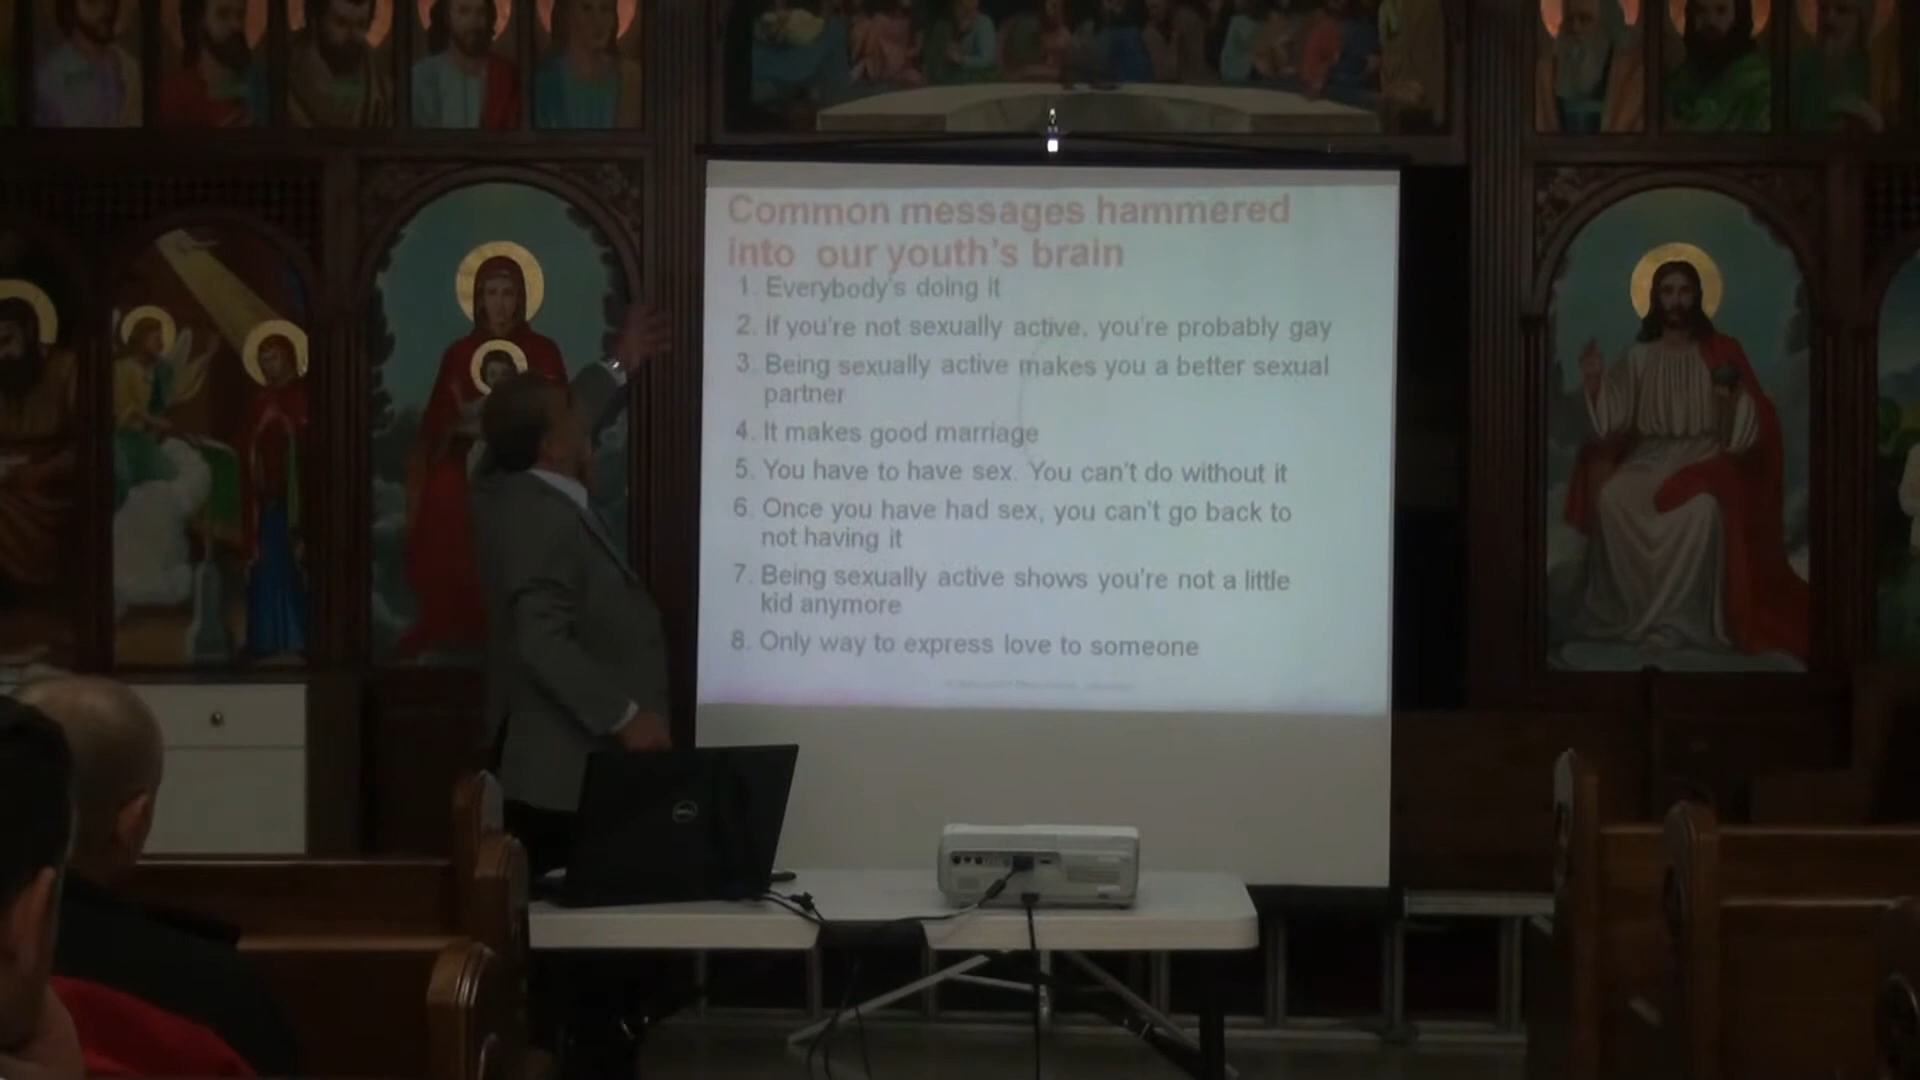 Common messages hammered
into our youth's brain
1. Everybody's doing it
2. If you're not sexually active, you're probably gay
3. Being sexually active makes you a better sexual
partner
4. It makes good marriage
5. You have to have sex. You can't do without it
6. Once you have had sex, you can't go back to
not having it
7. Being sexually active shows you're not a little
kid anymore
8. Only way to express love to someone
DELL